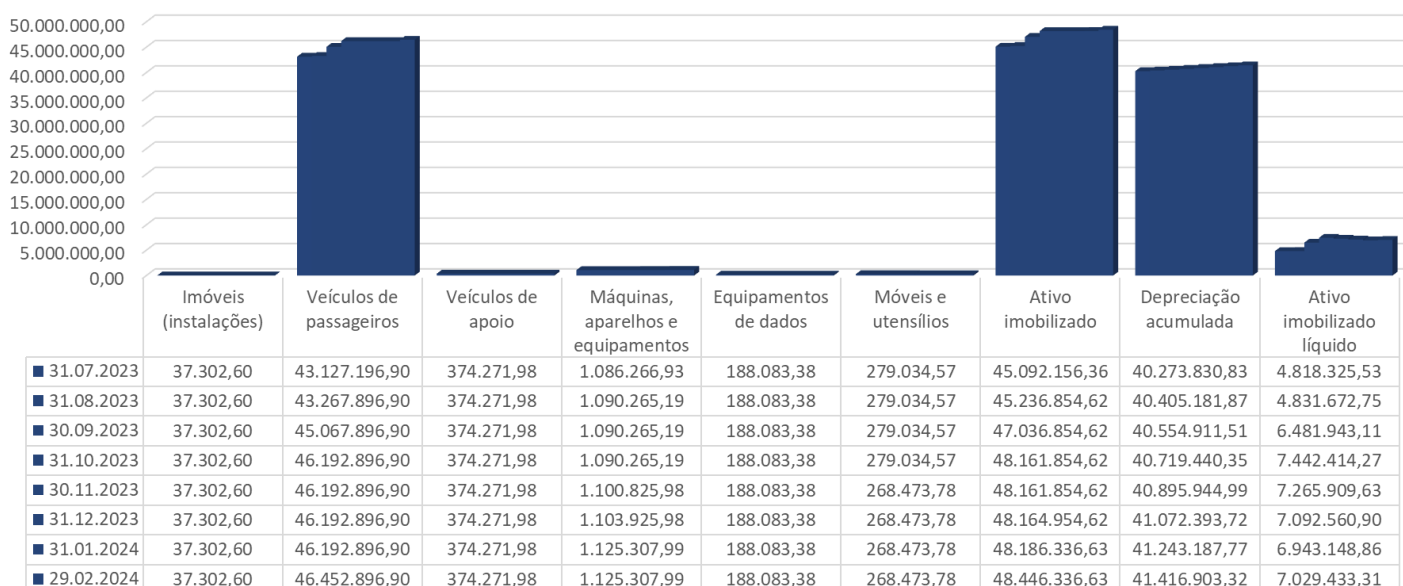 50.000.000,00
45.000.000,00
40.000.000,00
35.000.000,00
30.000.000,00
25.000.000,00
20.000.000,00
15.000.000,00
10.000.000,00
5.000.000,00
0,00
Imóveis (instalações)
Veículos de passageiros
Veículos de apoio
Máquinas, aparelhos e equipamentos
Equipamentos de dados
Móveis e utensílios
Ativo imobilizado
Depreciação acumulada
Ativo imobilizado líquido
31.07.2023 37.302,60 43.127.196,90 374.271,98 1.086.266,93 188.083,38 279.034,57 45.092.156,36 40.273.830,83 4.818.325,53
31.08.2023 37.302,60 43.267.896,90 374.271,98 1.090.265,19 188.083,38 279.034,57 45.236.854,62 40.405.181,87 4.831.672,75
30.09.2023 37.302,60 45.067.896,90 374.271,98 1.090.265,19 188.083,38 279.034,57 47.036.854,62 40.554.911,51 6.481.943,11
31.10.2023 37.302,60 46.192.896,90 374.271,98 1.090.265,19 188.083,38 279.034,57 48.161.854,62 40.719.440,35 7.442.414,27
30.11.2023 37.302,60 46.192.896,90 374.271,98 1.100.825,98 188.083,38 268.473,78 48.161.854,62 40.895.944,99 7.265.909,63
31.12.2023 37.302,60 46.192.896,90 374.271,98 1.103.925,98 188.083,38 268.473,78 48.164.954,62 41.072.393,72 7.092.560,90
31.01.2024 37.302,60 46.192.896,90 374.271,98 1.125.307,99 188.083,38 268.473,78 48.186.336,63 41.243.187,77 6.943.148,86
29.02.2024 37.302,60 46.452.896,90 374.271,98 1.125.307,99 188.083,38 268.473,78 48.446.336,63 41.416.903,32 7.029.433,31